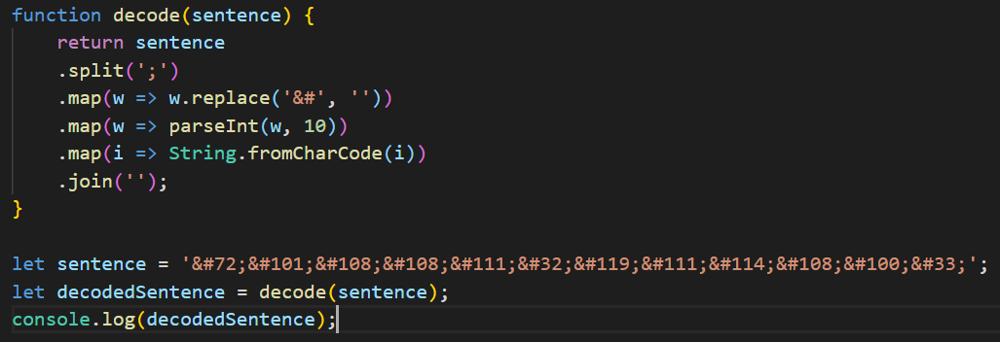 function decode(sentence) {
    return sentence
    .split(';')
    .map(w => w.replace('&#', ''))
    .map(w => parseInt(w, 10))
    .map(i => String.fromCharCode(i))
    .join('');
}

let sentence = '&#72;&#101;&#108;&#108;&#111;&#32;&#119;&#111;&#114;&#108;&#100;&#33;';
let decodedSentence = decode(sentence);
console.log(decodedSentence);